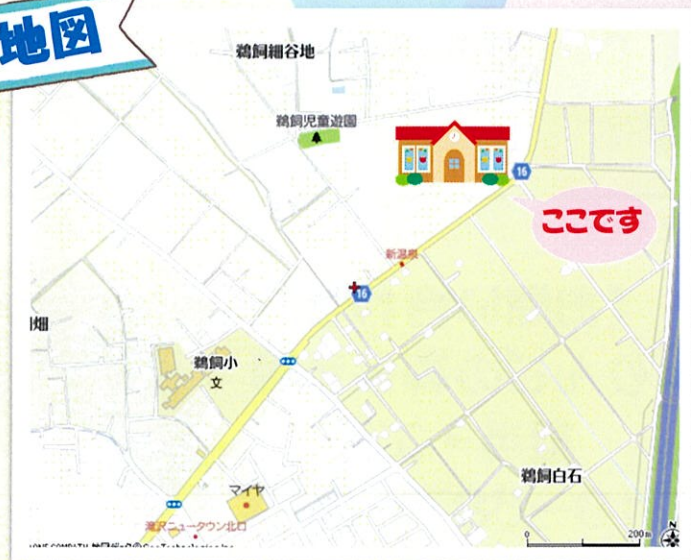 地図
鵜飼細谷地
鵜飼児童遊園
16
ここです
新温泉
16
畑
鵜飼小
文
鵜飼白石
マイヤ
滝沢ニュータウン北口
0
200m
N